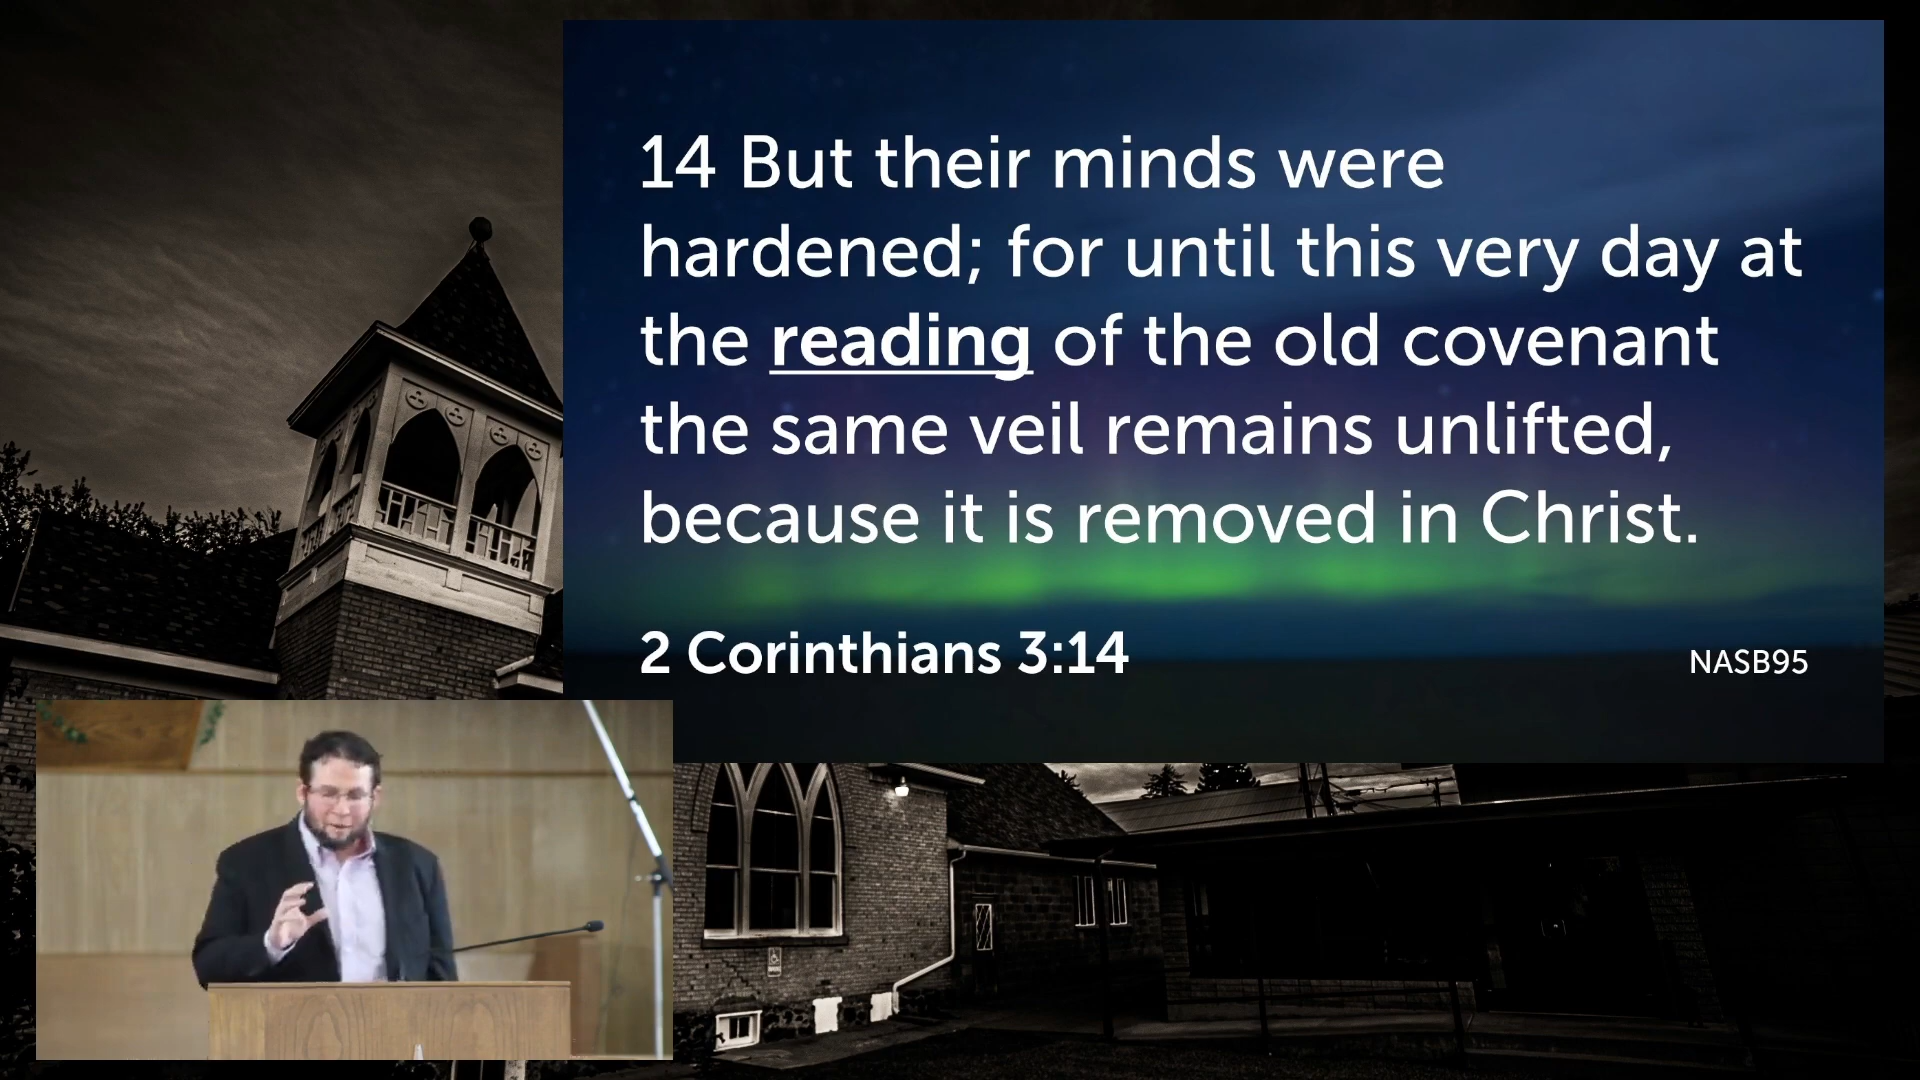 14 But their minds were
hardened; for until this very day at
the reading of the old covenant
the same veil remains unlifted,
because it is removed in Christ.
2 Corinthians 3:14
NASB95